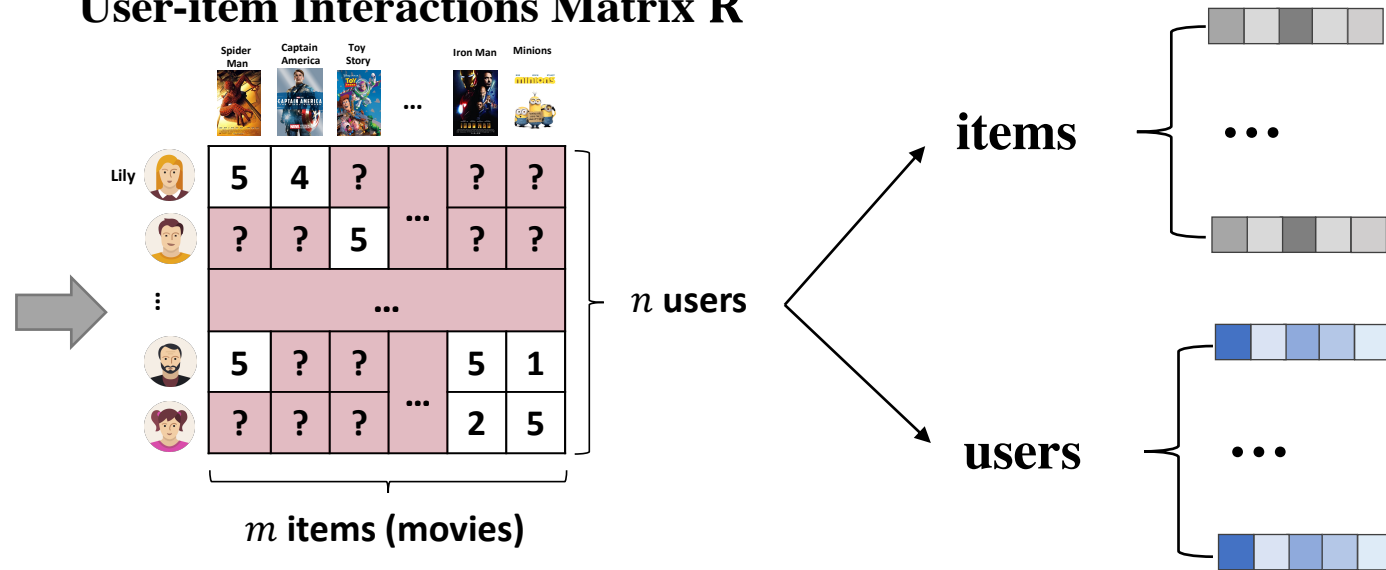 User-item Interactions Matrix R
Spider Man
Captain America
Toy Story
...
Iron Man
Minions
Lily
5 4 ? ... ? ?
? ? 5 ? ?
...
...
5 ? ? ... 5 1
? ? ? 2 5
n users
m items (movies)
items
...
users
...